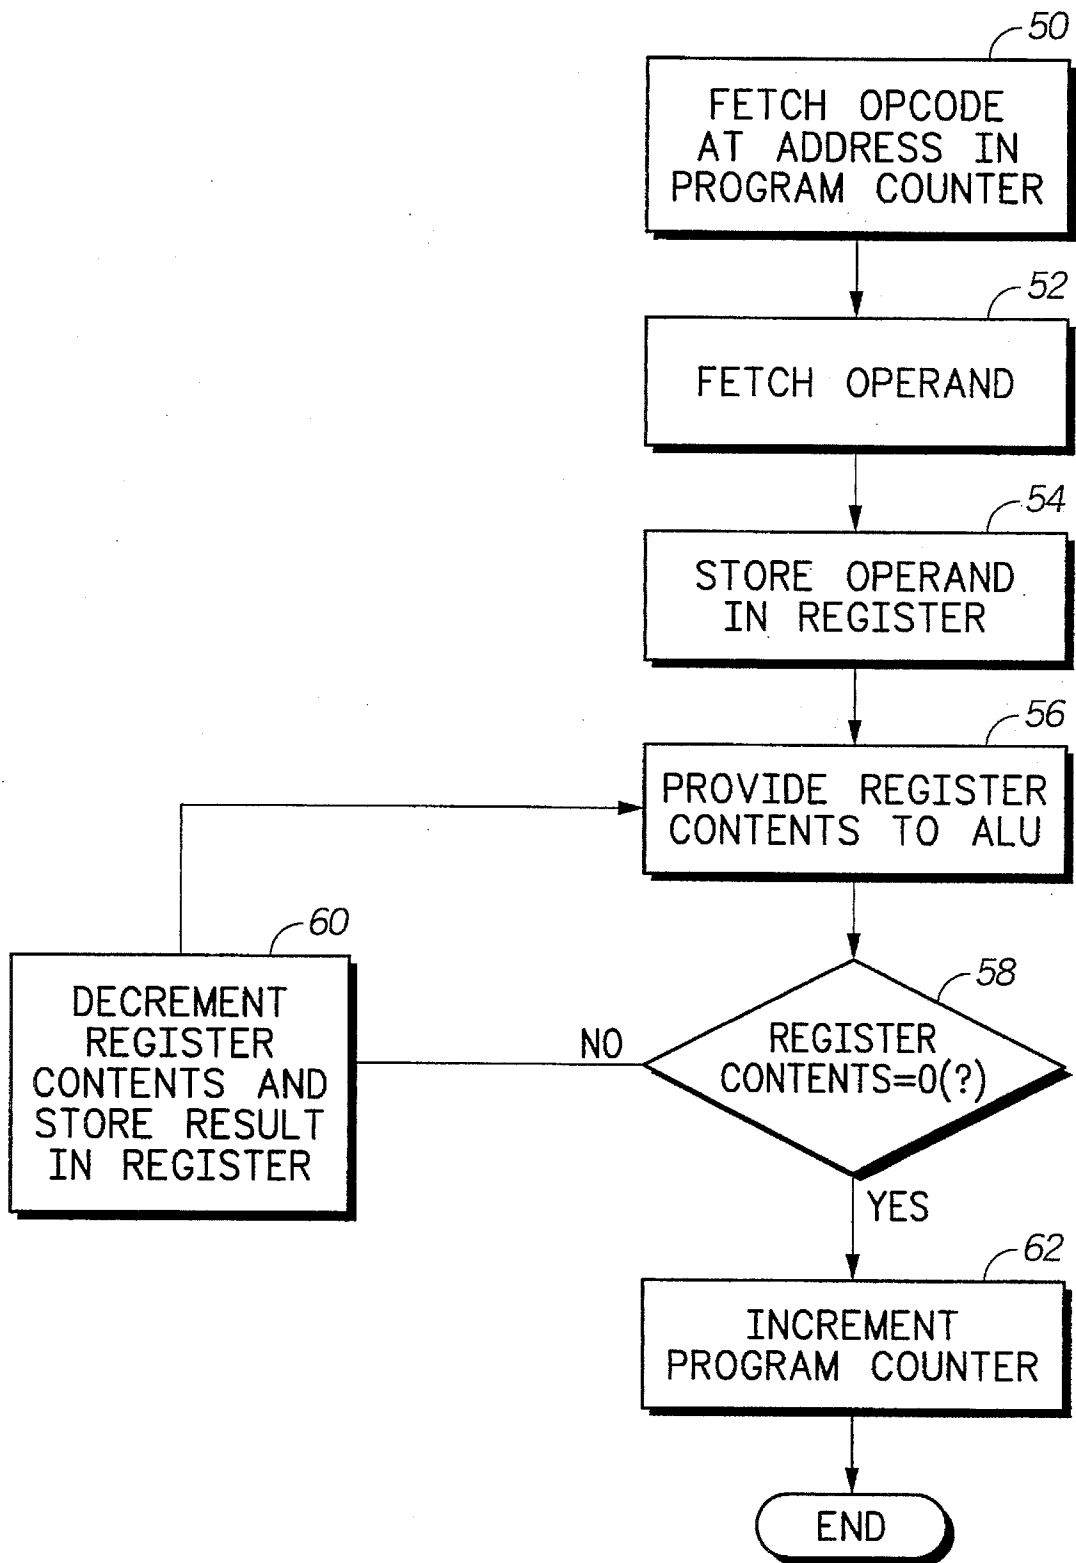 50
FETCH OPCODE
AT ADDRESS IN
PROGRAM COUNTER
52
FETCH OPERAND
54
STORE OPERAND
IN REGISTER
56
PROVIDE REGISTER
CONTENTS TO ALU
60
DECREMENT
REGISTER
CONTENTS AND
STORE RESULT
IN REGISTER
58
REGISTER
CONTENTS=0(?)
NO
YES
62
INCREMENT
PROGRAM COUNTER
END